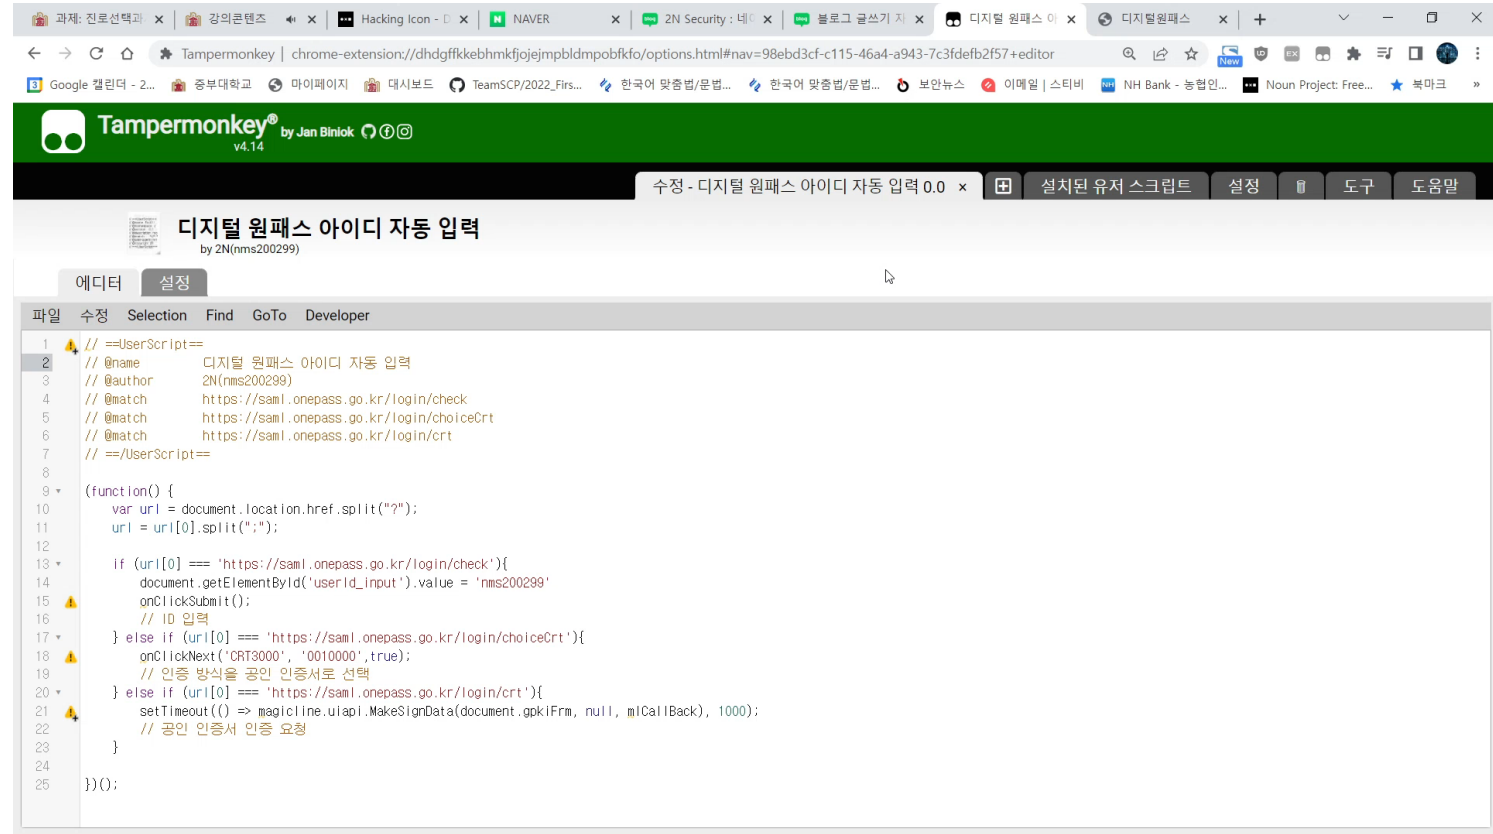 과제: 진로선택과
강의콘텐츠
Hacking Icon - D
NAVER
2N Security : 네
블로그 글쓰기 자
디지털 원패스 아
디지털원패스
Tampermonkey | chrome-extension://dhdgffkkebhmkfjojejmpbldmpobfkfo/options.html#nav=98ebd3cf-c115-46a4-a943-7c3fdefb2f57+editor
New
EX
3 Google 캘린더 - 2...
중부대학교
마이페이지
대시보드
TeamSCP/2022_Firs...
한국어 맞춤법/문법...
한국어 맞춤법/문법...
보안뉴스
이메일 | 스티비
NH NH Bank - 농협인...
Noun Project: Free...
북마크
»
Tampermonkey® by Jan Biniok
v4.14
수정 - 디지털 원패스 아이디 자동 입력 0.0 ×
설치된 유저 스크립트
설정
도구
도움말
디지털 원패스 아이디 자동 입력
by 2N(nms200299)
에디터 설정
파일 수정 Selection Find GoTo Developer
1 // ==UserScript==
2 // @name 디지털 원패스 아이디 자동 입력
3 // @author 2N(nms200299)
4 // @match https://saml.onepass.go.kr/login/check
5 // @match https://saml.onepass.go.kr/login/choiceCrt
6 // @match https://saml.onepass.go.kr/login/crt
7 // ==/UserScript==
8
9 (function() {
10 var url = document.location.href.split("?");
11 url = url[0].split(";");
12
13 if (url[0] === 'https://saml.onepass.go.kr/login/check'){
14 document.getElementById('userId_input').value = 'nms200299'
15 onClickSubmit();
16 // ID 입력
17 } else if (url[0] === 'https://saml.onepass.go.kr/login/choiceCrt'){
18 onClickNext('CRT3000', '0010000',true);
19 // 인증 방식을 공인 인증서로 선택
20 } else if (url[0] === 'https://saml.onepass.go.kr/login/crt'){
21 setTimeout(() => magicline.uiapi.MakeSignData(document.gpkiFrm, null, mlCallBack), 1000);
22 // 공인 인증서 인증 요청
23 }
24
25 })();